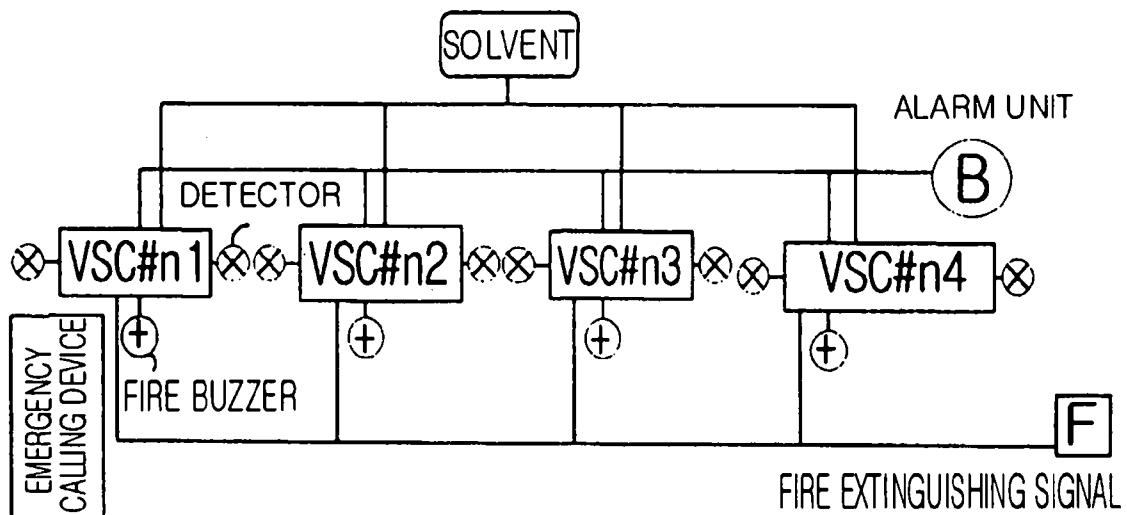 SOLVENT
ALARM UNIT
B
DETECTOR
VSC#n1
VSC#n2
VSC#n3
VSC#n4
EMERGENCY
CALLING DEVICE
FIRE BUZZER
F
FIRE EXTINGUISHING SIGNAL